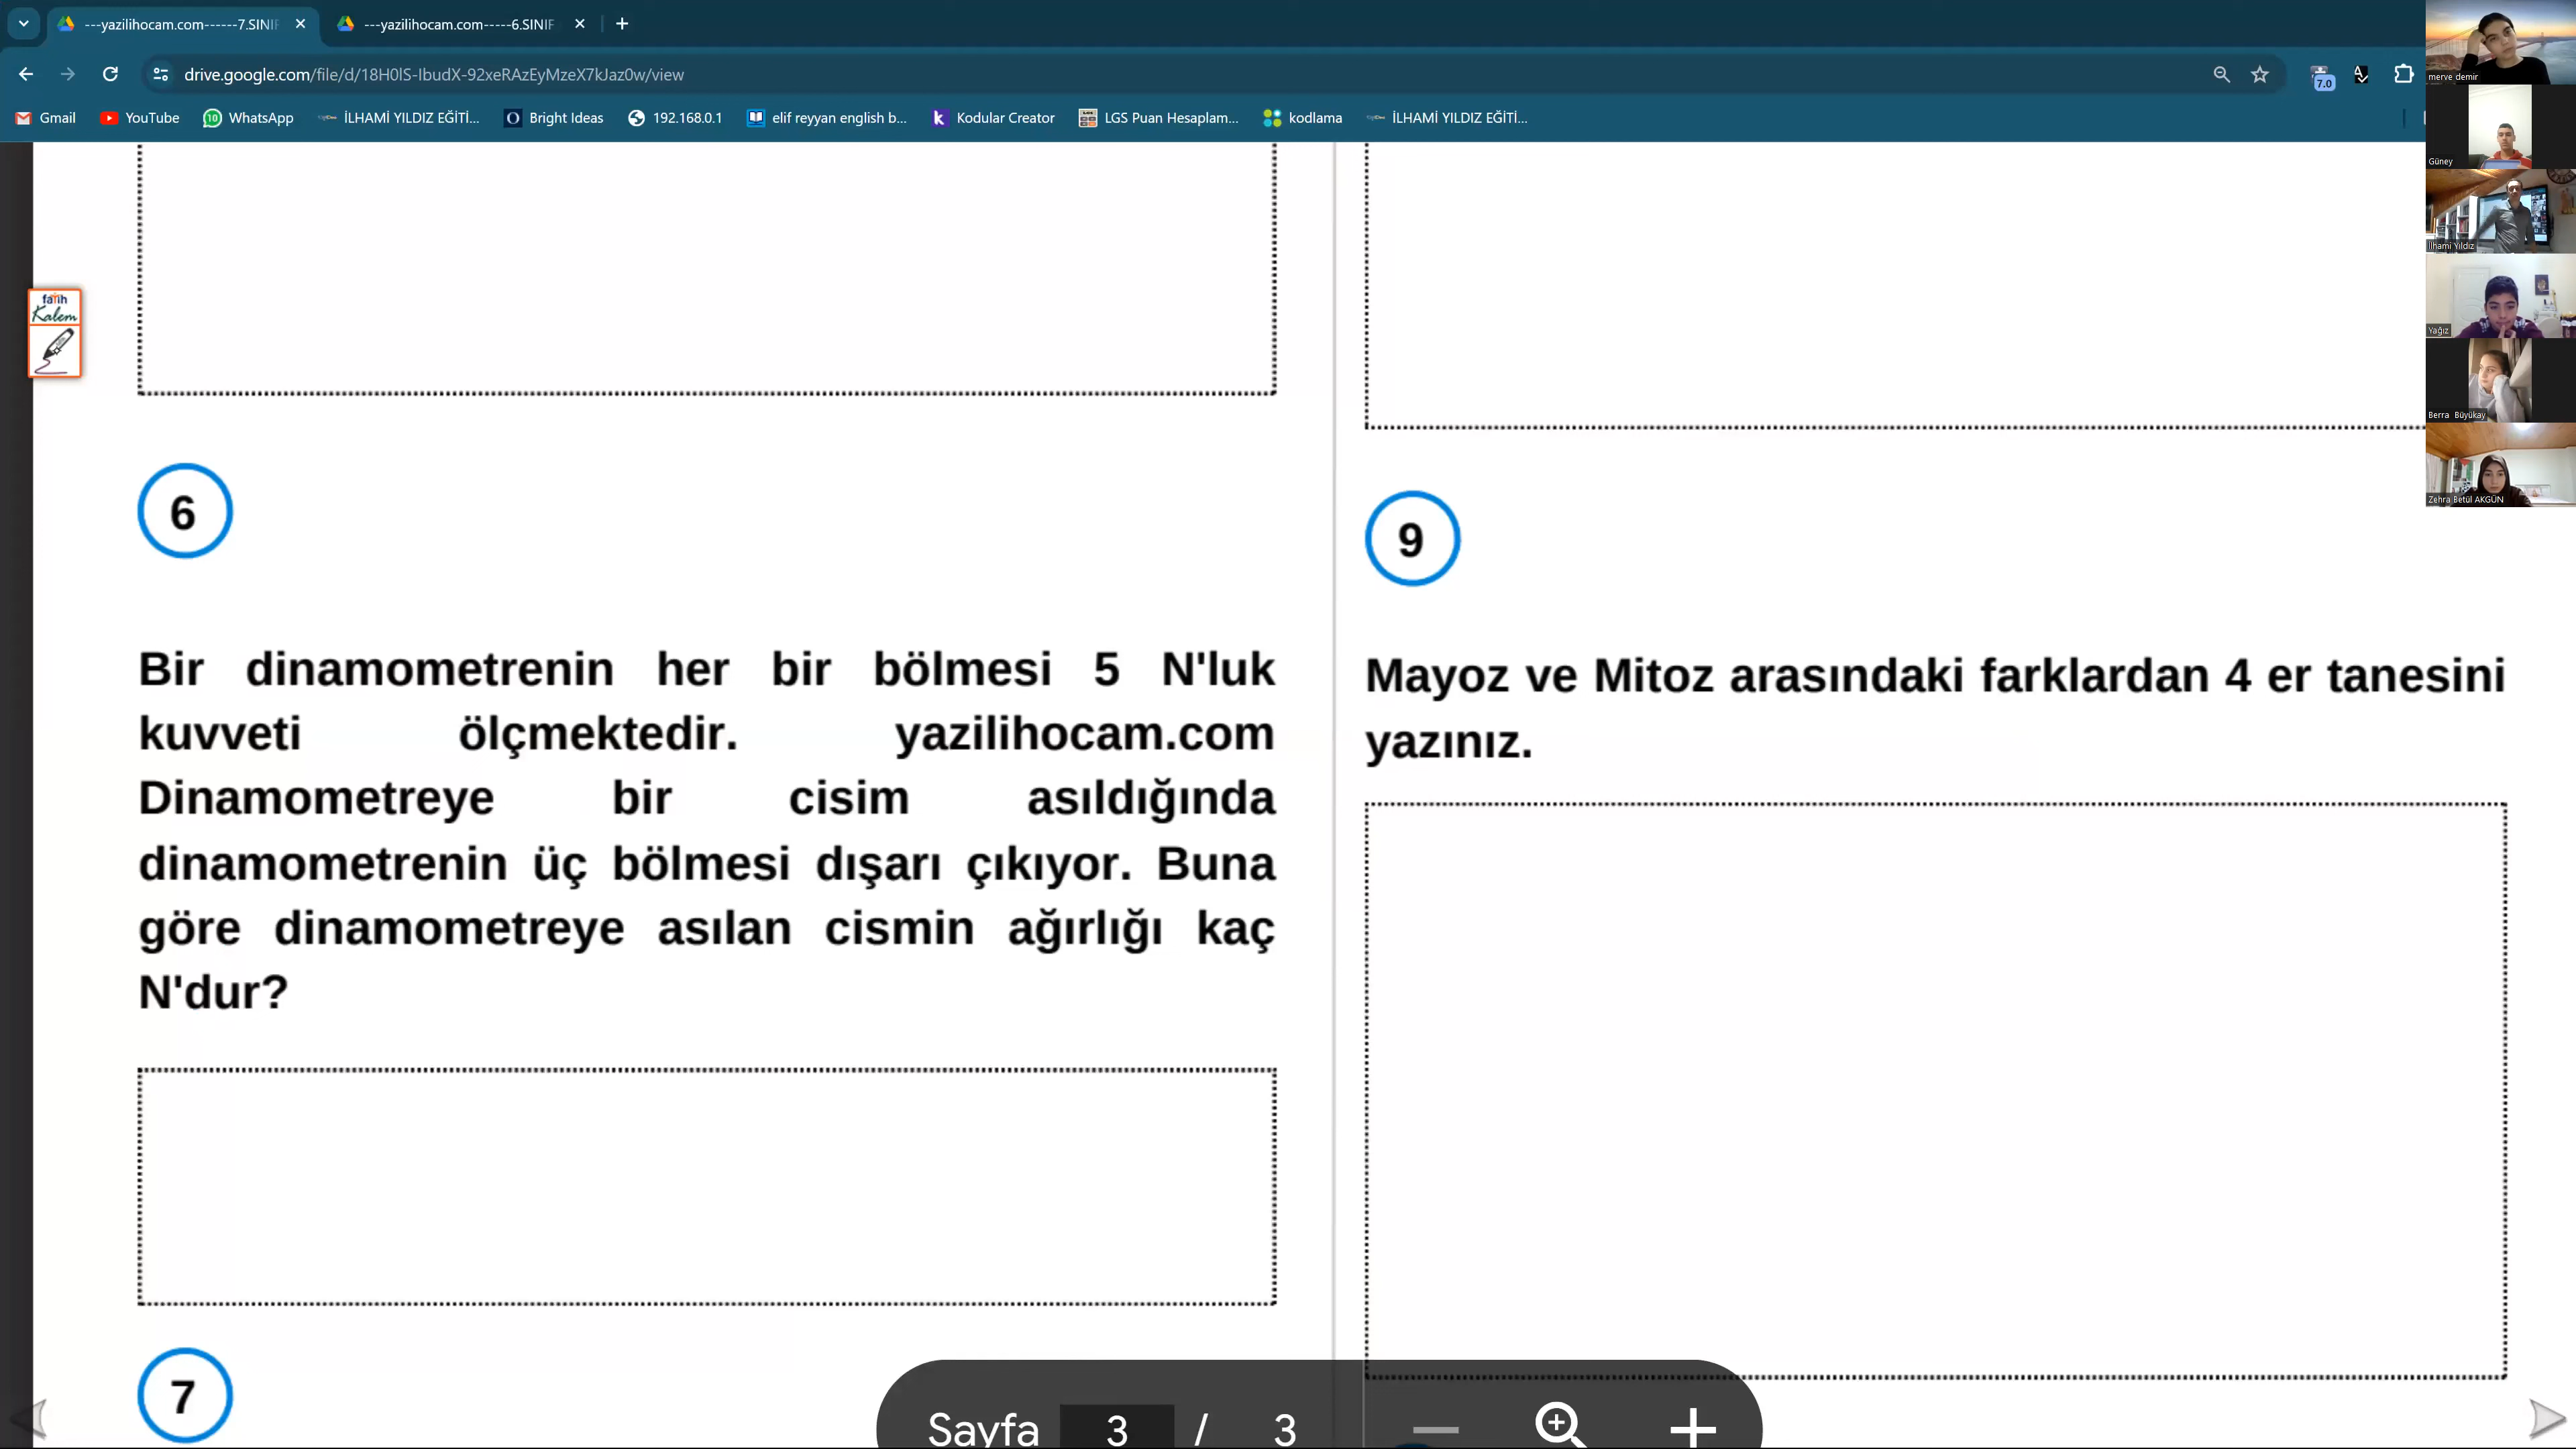 ---yazilihocam.com------7.SINIF
---yazilihocam.com-----6.SINIF
drive.google.com/file/d/18H0lS-IbudX-92xeRAzEyMzeX7kJaz0w/view
7.0
Gmail
YouTube
WhatsApp
İLHAMİ YILDIZ EĞİTİ...
Bright Ideas
192.168.0.1
elif reyyan english b...
Kodular Creator
LGS Puan Hesaplam...
kodlama
İLHAMİ YILDIZ EĞİTİ...
fatih
Kalem
6
Bir dinamometrenin her bir bölmesi 5 N'luk
kuvveti ölçmektedir. yazilihocam.com
Dinamometreye bir cisim asıldığında
dinamometrenin üç bölmesi dışarı çıkıyor. Buna
göre dinamometreye asılan cismin ağırlığı kaç
N'dur?
7
9
Mayoz ve Mitoz arasındaki farklardan 4 er tanesini
yazınız.
Sayfa 3 / 3
merve demir
Güney
İlhami Yıldız
Yağız
Berra Büyükay
Zehra Betül AKGÜN